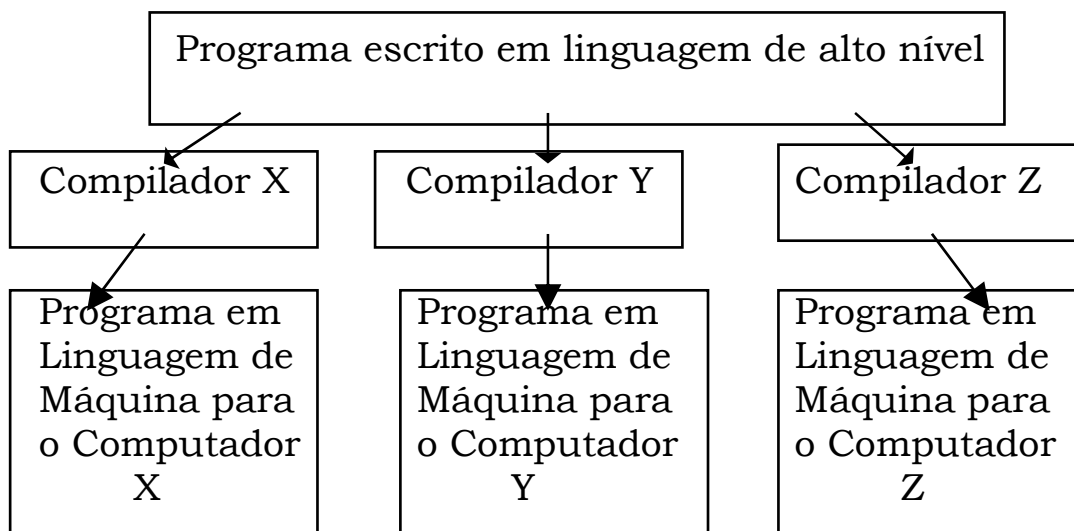 Programa escrito em linguagem de alto nível
Compilador X
Compilador Y
Compilador Z
Programa em
Linguagem de
Máquina para
o Computador
X
Programa em
Linguagem de
Máquina para
o Computador
Y
Programa em
Linguagem de
Máquina para
o Computador
Z